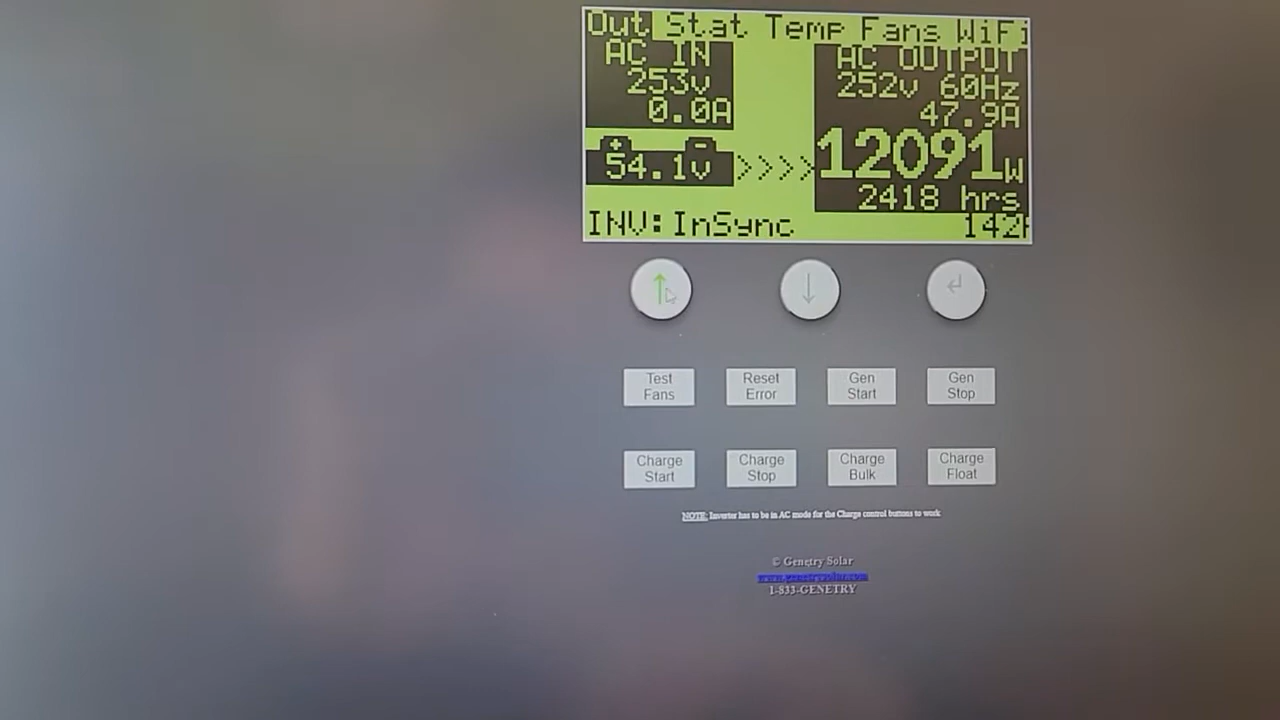 Out Stat Temp Fans WiFi
AC IN
253v
0.0A
+ -
54.1v
>>>>
AC OUTPUT
252v 60Hz
47.9A
12091W
2418 hrs
INV: InSync
↑ ↓ ↵
Test Fans
Reset Error
Gen Start
Gen Stop
Charge Start
Charge Stop
Charge Bulk
Charge Float
NOTE: Inverter has to be in AC mode for the Charge control buttons to work
© Genetry Solar
www.genetrysolar.com
1-833-GENETRY